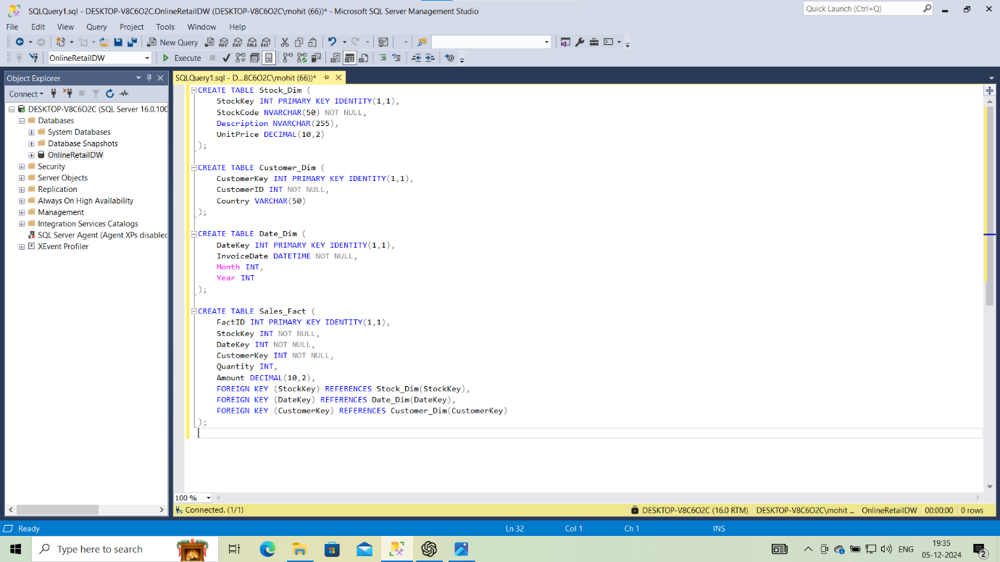 SQLQuery1.sql - DESKTOP-V8C6O2C.OnlineRetailDW (DESKTOP-V8C6O2C\mohit (66))* - Microsoft SQL Server Management Studio
Quick Launch (Ctrl+Q)
File Edit View Query Project Tools Window Help
New Query
MDX DMX XMLA DAX
OnlineRetailDW
Execute
Object Explorer
SQLQuery1.sql - D...8C6O2C\mohit (66))*
Connect
DESKTOP-V8C6O2C (SQL Server 16.0.100
Databases
System Databases
Database Snapshots
OnlineRetailDW
Security
Server Objects
Replication
Always On High Availability
Management
Integration Services Catalogs
SQL Server Agent (Agent XPs disabled
XEvent Profiler
CREATE TABLE Stock_Dim (
StockKey INT PRIMARY KEY IDENTITY(1,1),
StockCode NVARCHAR(50) NOT NULL,
Description NVARCHAR(255),
UnitPrice DECIMAL(10,2)
);
CREATE TABLE Customer_Dim (
CustomerKey INT PRIMARY KEY IDENTITY(1,1),
CustomerID INT NOT NULL,
Country VARCHAR(50)
);
CREATE TABLE Date_Dim (
DateKey INT PRIMARY KEY IDENTITY(1,1),
InvoiceDate DATETIME NOT NULL,
Month INT,
Year INT
);
CREATE TABLE Sales_Fact (
FactID INT PRIMARY KEY IDENTITY(1,1),
StockKey INT NOT NULL,
DateKey INT NOT NULL,
CustomerKey INT NOT NULL,
Quantity INT,
Amount DECIMAL(10,2),
FOREIGN KEY (StockKey) REFERENCES Stock_Dim(StockKey),
FOREIGN KEY (DateKey) REFERENCES Date_Dim(DateKey),
FOREIGN KEY (CustomerKey) REFERENCES Customer_Dim(CustomerKey)
);
100 %
Connected. (1/1)
DESKTOP-V8C6O2C (16.0 RTM) DESKTOP-V8C6O2C\mohit ... OnlineRetailDW 00:00:00 0 rows
Ready
Ln 32 Col 1 Ch 1 INS
Type here to search
ENG
19:35
05-12-2024
2